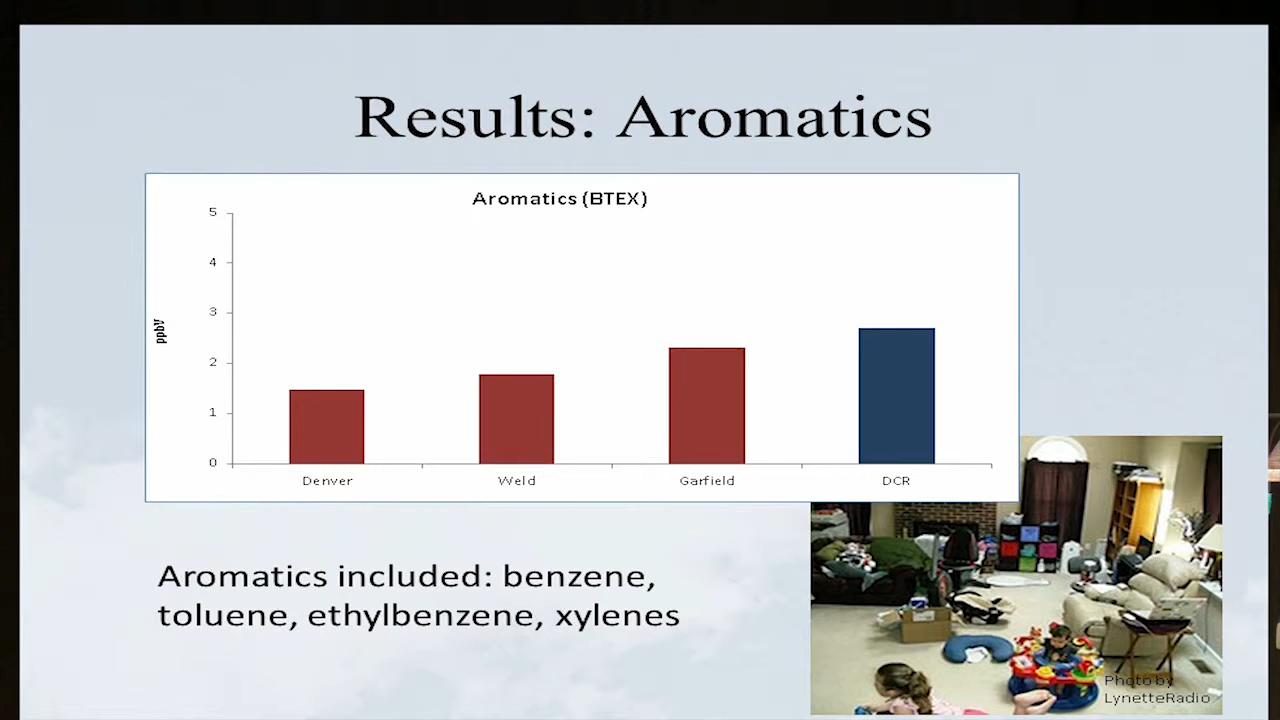 Results: Aromatics
Aromatics (BTEX)
5
4
3
2
1
0
ppbV
Denver Weld Garfield DCR
Aromatics included: benzene,
toluene, ethylbenzene, xylenes
Photo by
LynetteRadio